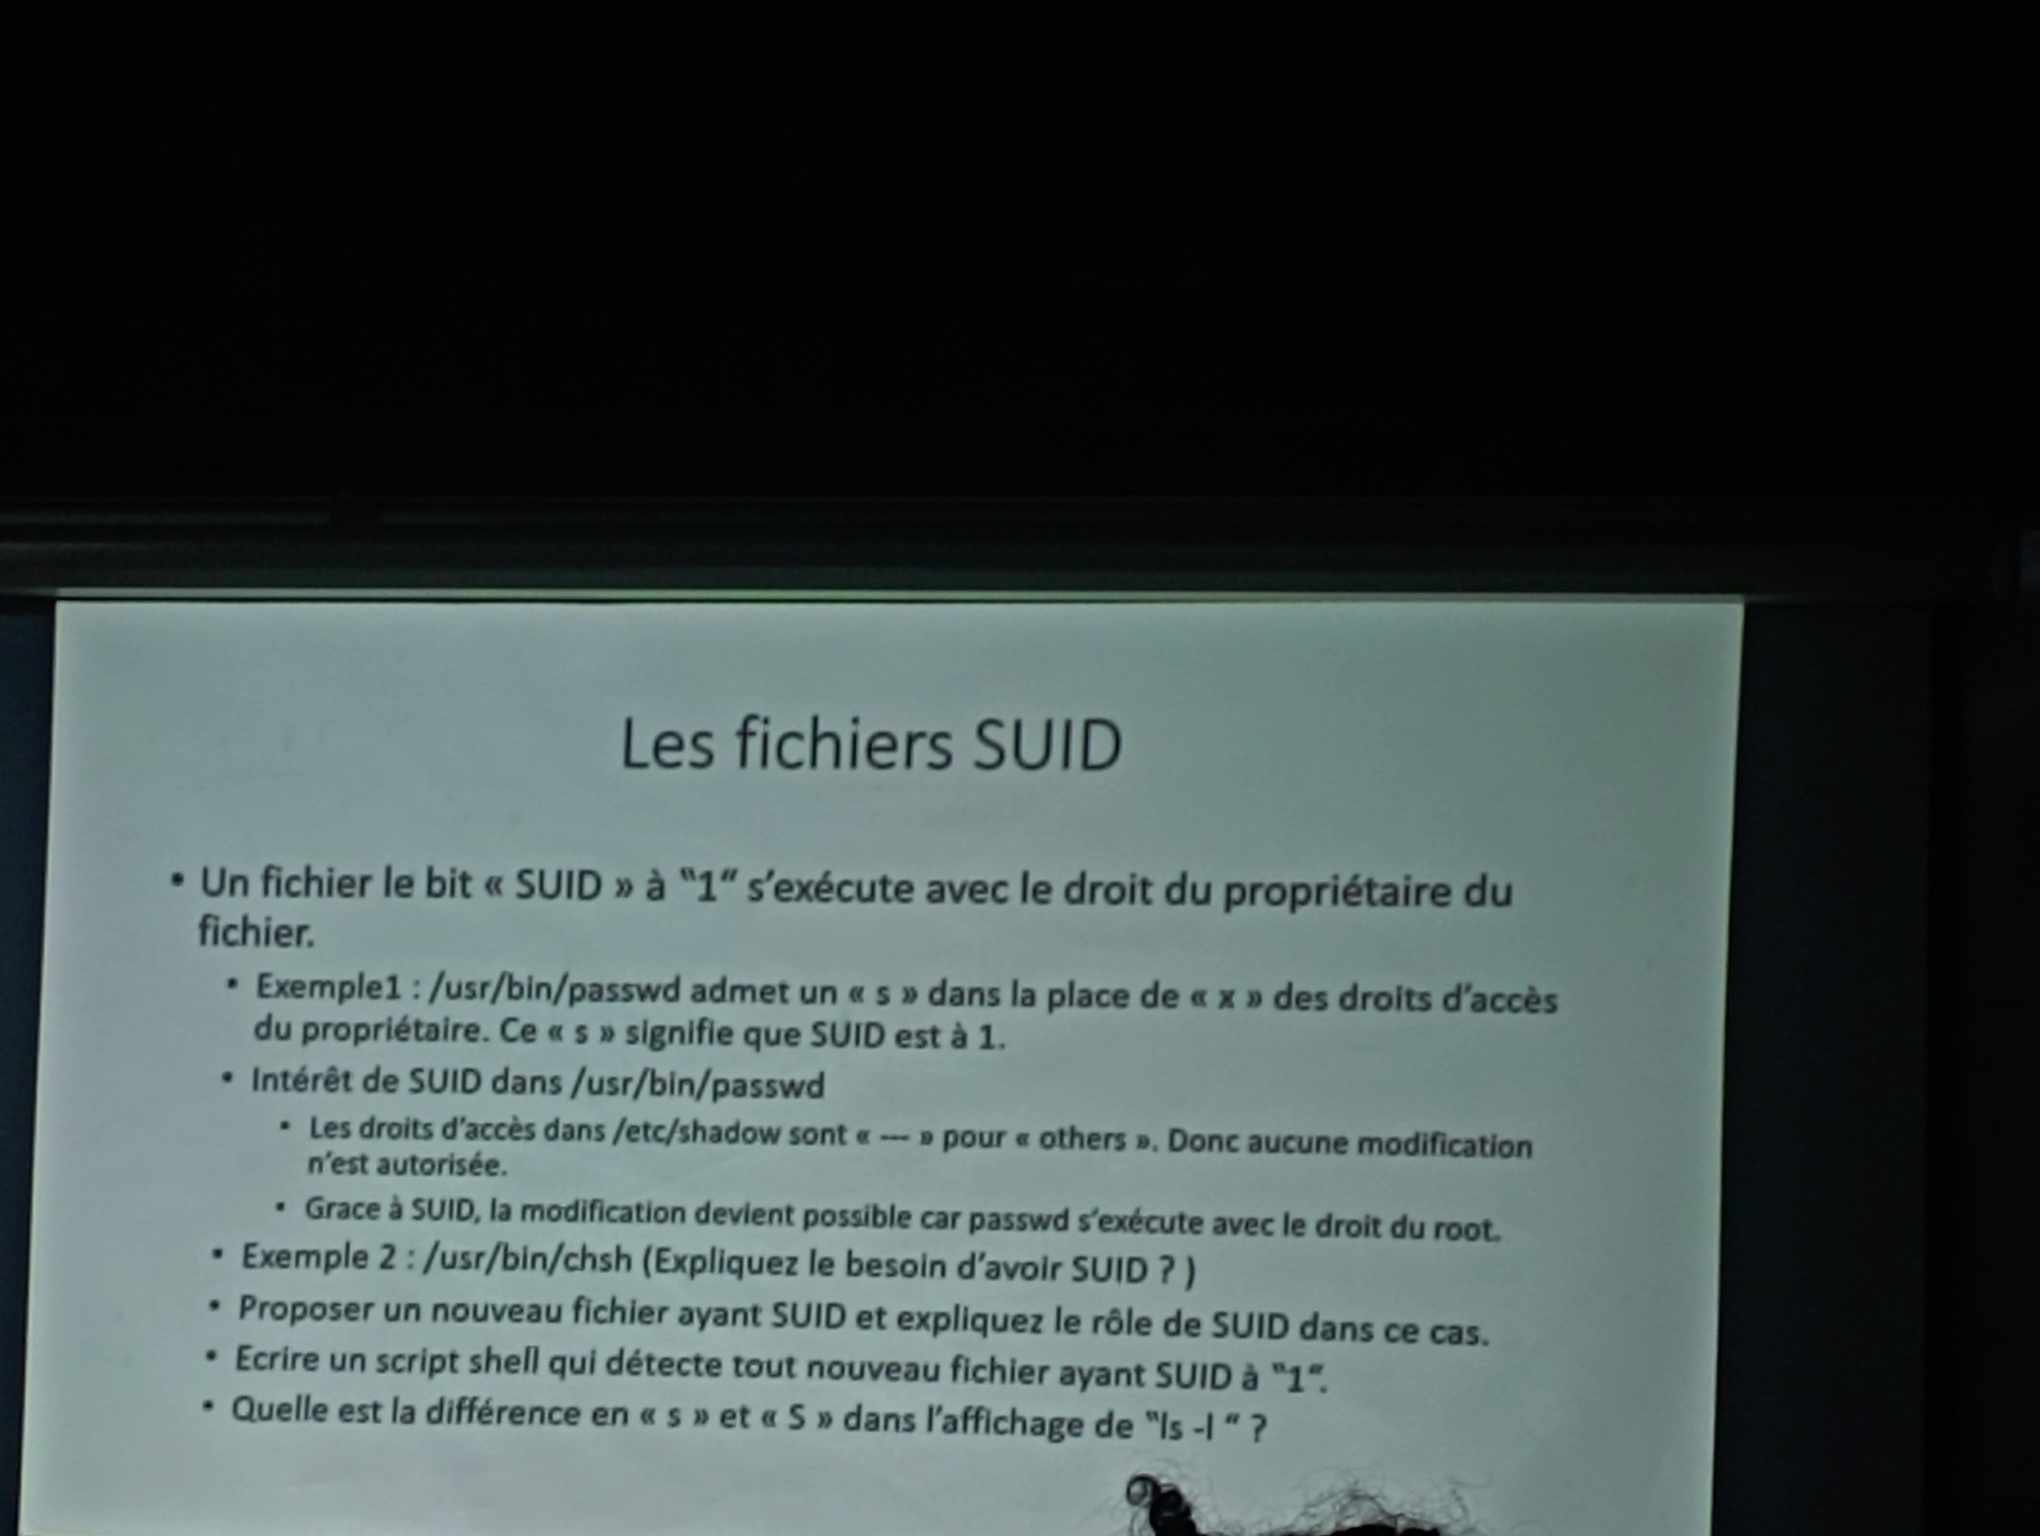 Les fichiers SUID
• Un fichier le bit « SUID » à "1" s'exécute avec le droit du propriétaire du
fichier.
• Exemple1 : /usr/bin/passwd admet un « s » dans la place de « x » des droits d'accès
du propriétaire. Ce « s » signifie que SUID est à 1.
• Intérêt de SUID dans /usr/bin/passwd
• Les droits d'accès dans /etc/shadow sont « --- » pour « others ». Donc aucune modification
n'est autorisée.
• Grace à SUID, la modification devient possible car passwd s'exécute avec le droit du root.
• Exemple 2 : /usr/bin/chsh (Expliquez le besoin d'avoir SUID ? )
• Proposer un nouveau fichier ayant SUID et expliquez le rôle de SUID dans ce cas.
• Ecrire un script shell qui détecte tout nouveau fichier ayant SUID à "1".
• Quelle est la différence en « s » et « S » dans l'affichage de "ls -l " ?